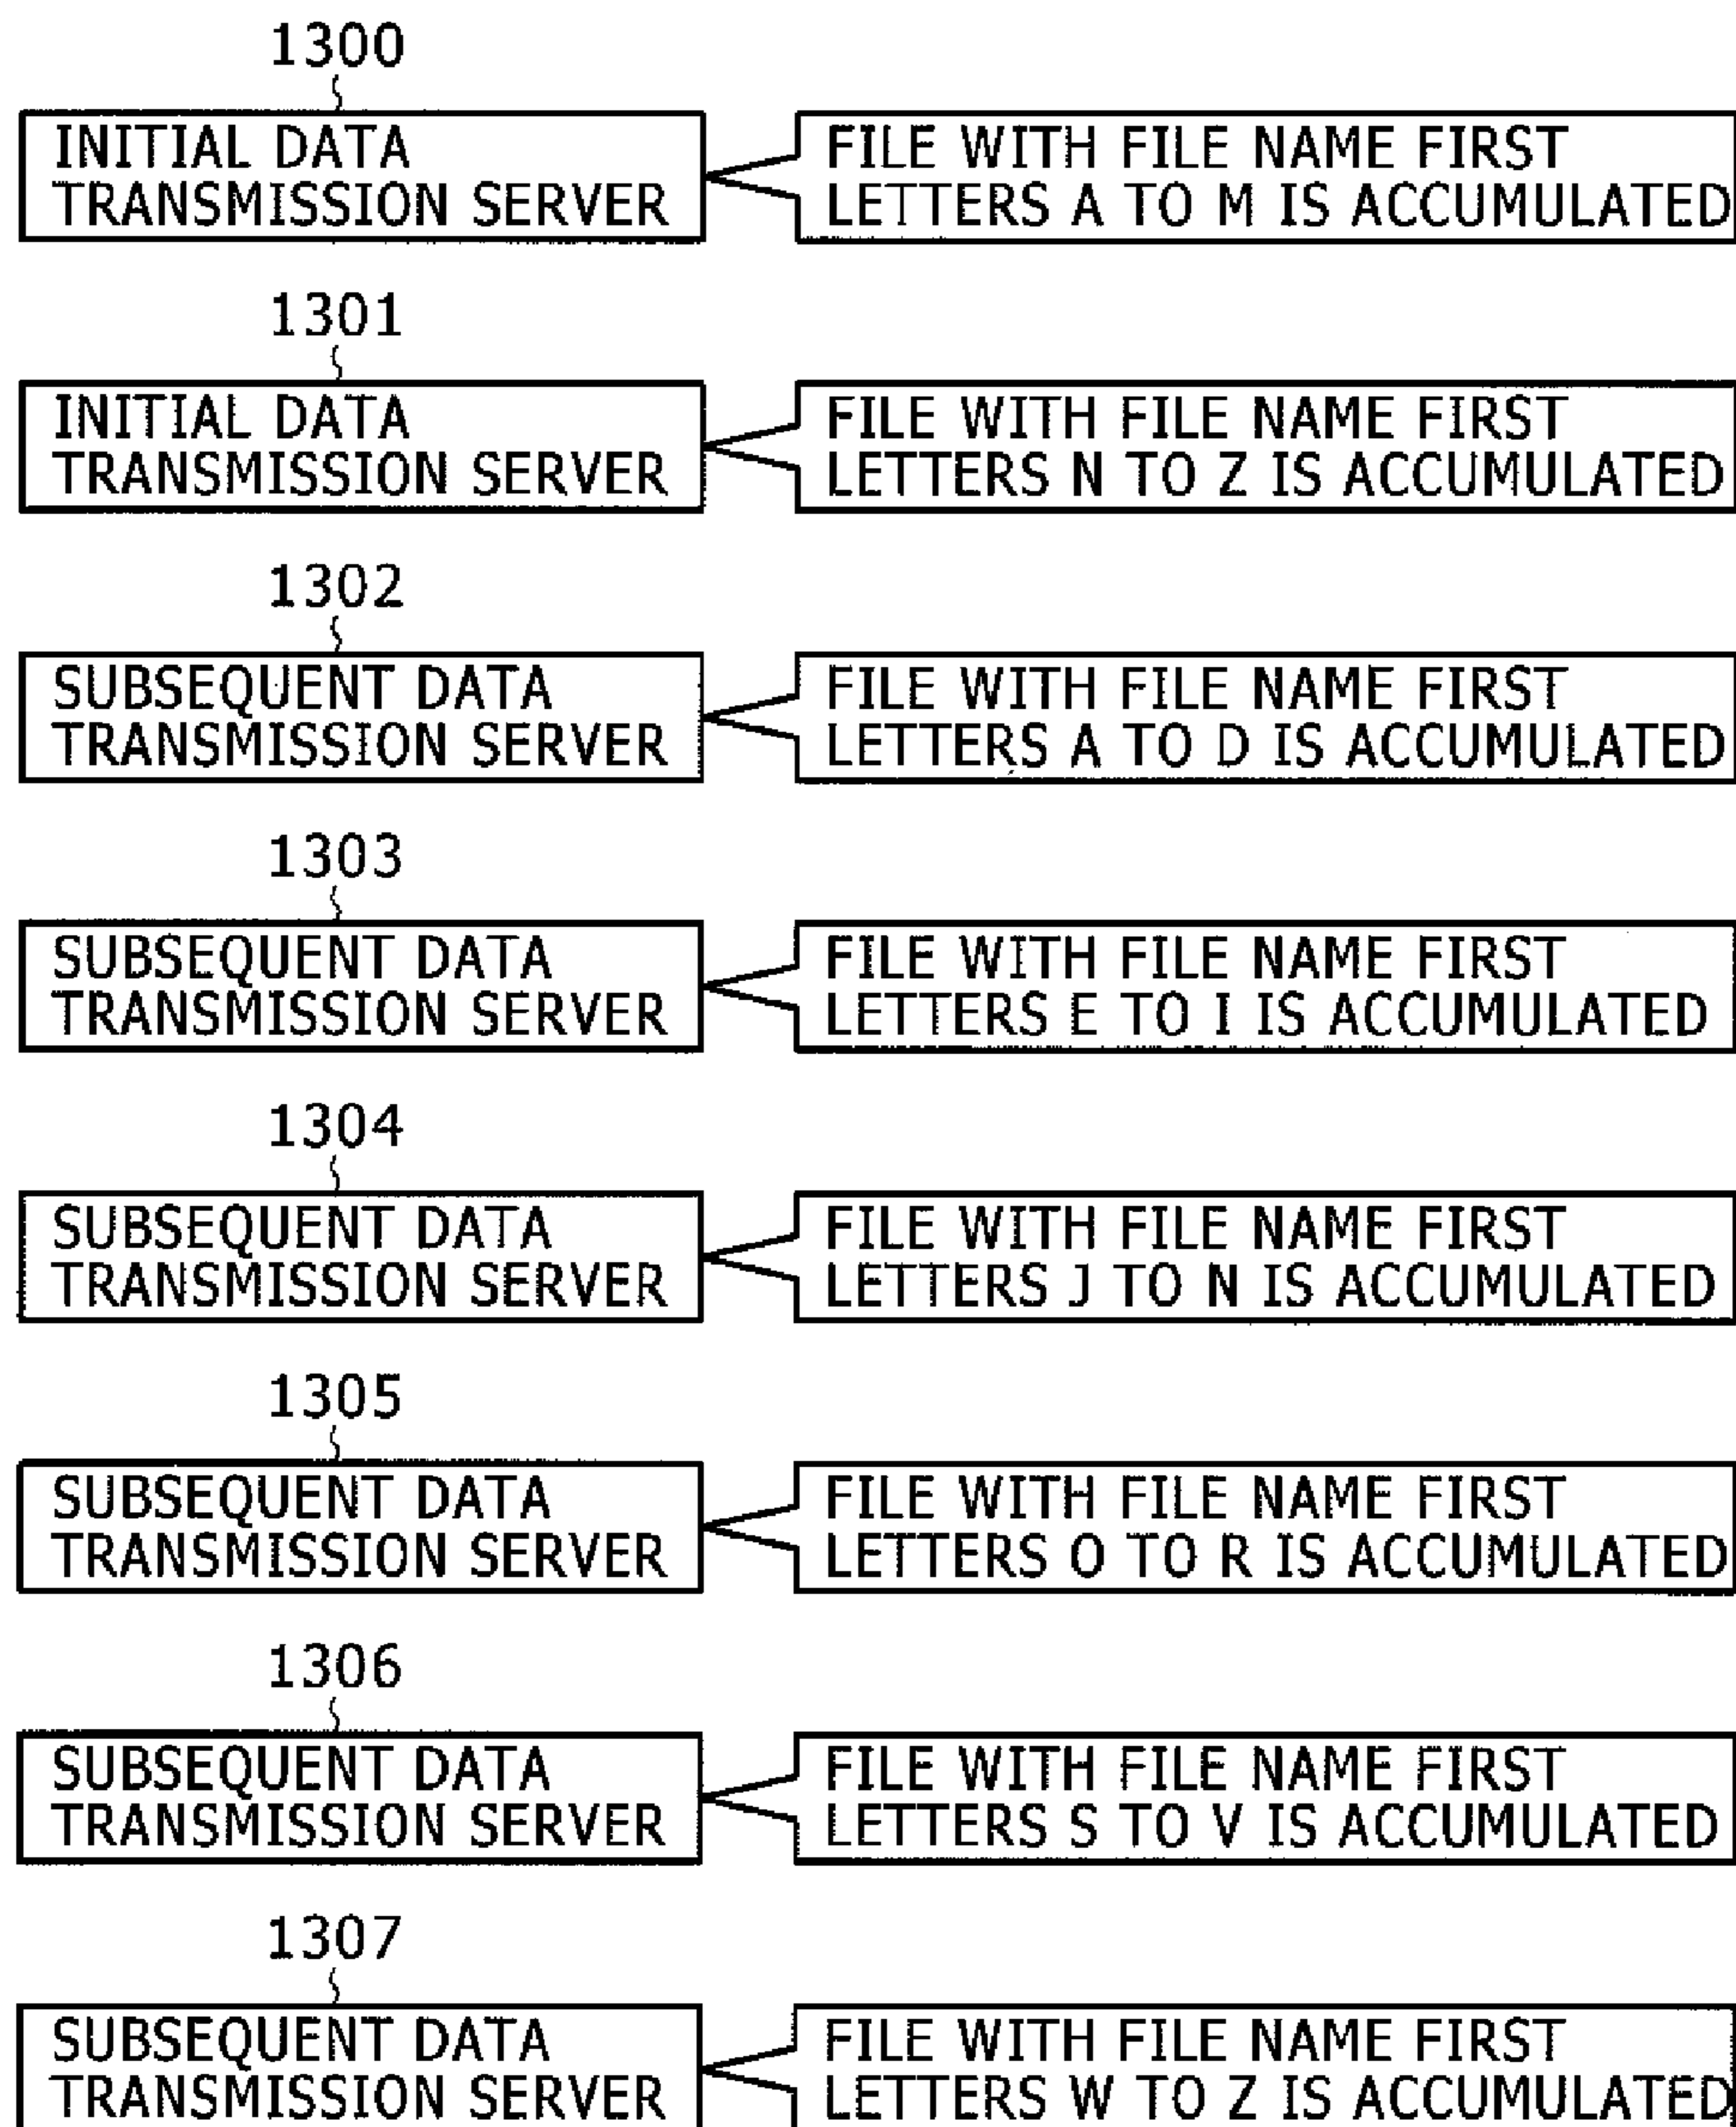 1300
INITIAL DATA
TRANSMISSION SERVER
FILE WITH FILE NAME FIRST
LETTERS A TO M IS ACCUMULATED
1301
INITIAL DATA
TRANSMISSION SERVER
FILE WITH FILE NAME FIRST
LETTERS N TO Z IS ACCUMULATED
1302
SUBSEQUENT DATA
TRANSMISSION SERVER
FILE WITH FILE NAME FIRST
LETTERS A TO D IS ACCUMULATED
1303
SUBSEQUENT DATA
TRANSMISSION SERVER
FILE WITH FILE NAME FIRST
LETTERS E TO I IS ACCUMULATED
1304
SUBSEQUENT DATA
TRANSMISSION SERVER
FILE WITH FILE NAME FIRST
LETTERS J TO N IS ACCUMULATED
1305
SUBSEQUENT DATA
TRANSMISSION SERVER
FILE WITH FILE NAME FIRST
LETTERS O TO R IS ACCUMULATED
1306
SUBSEQUENT DATA
TRANSMISSION SERVER
FILE WITH FILE NAME FIRST
LETTERS S TO V IS ACCUMULATED
1307
SUBSEQUENT DATA
TRANSMISSION SERVER
FILE WITH FILE NAME FIRST
LETTERS W TO Z IS ACCUMULATED